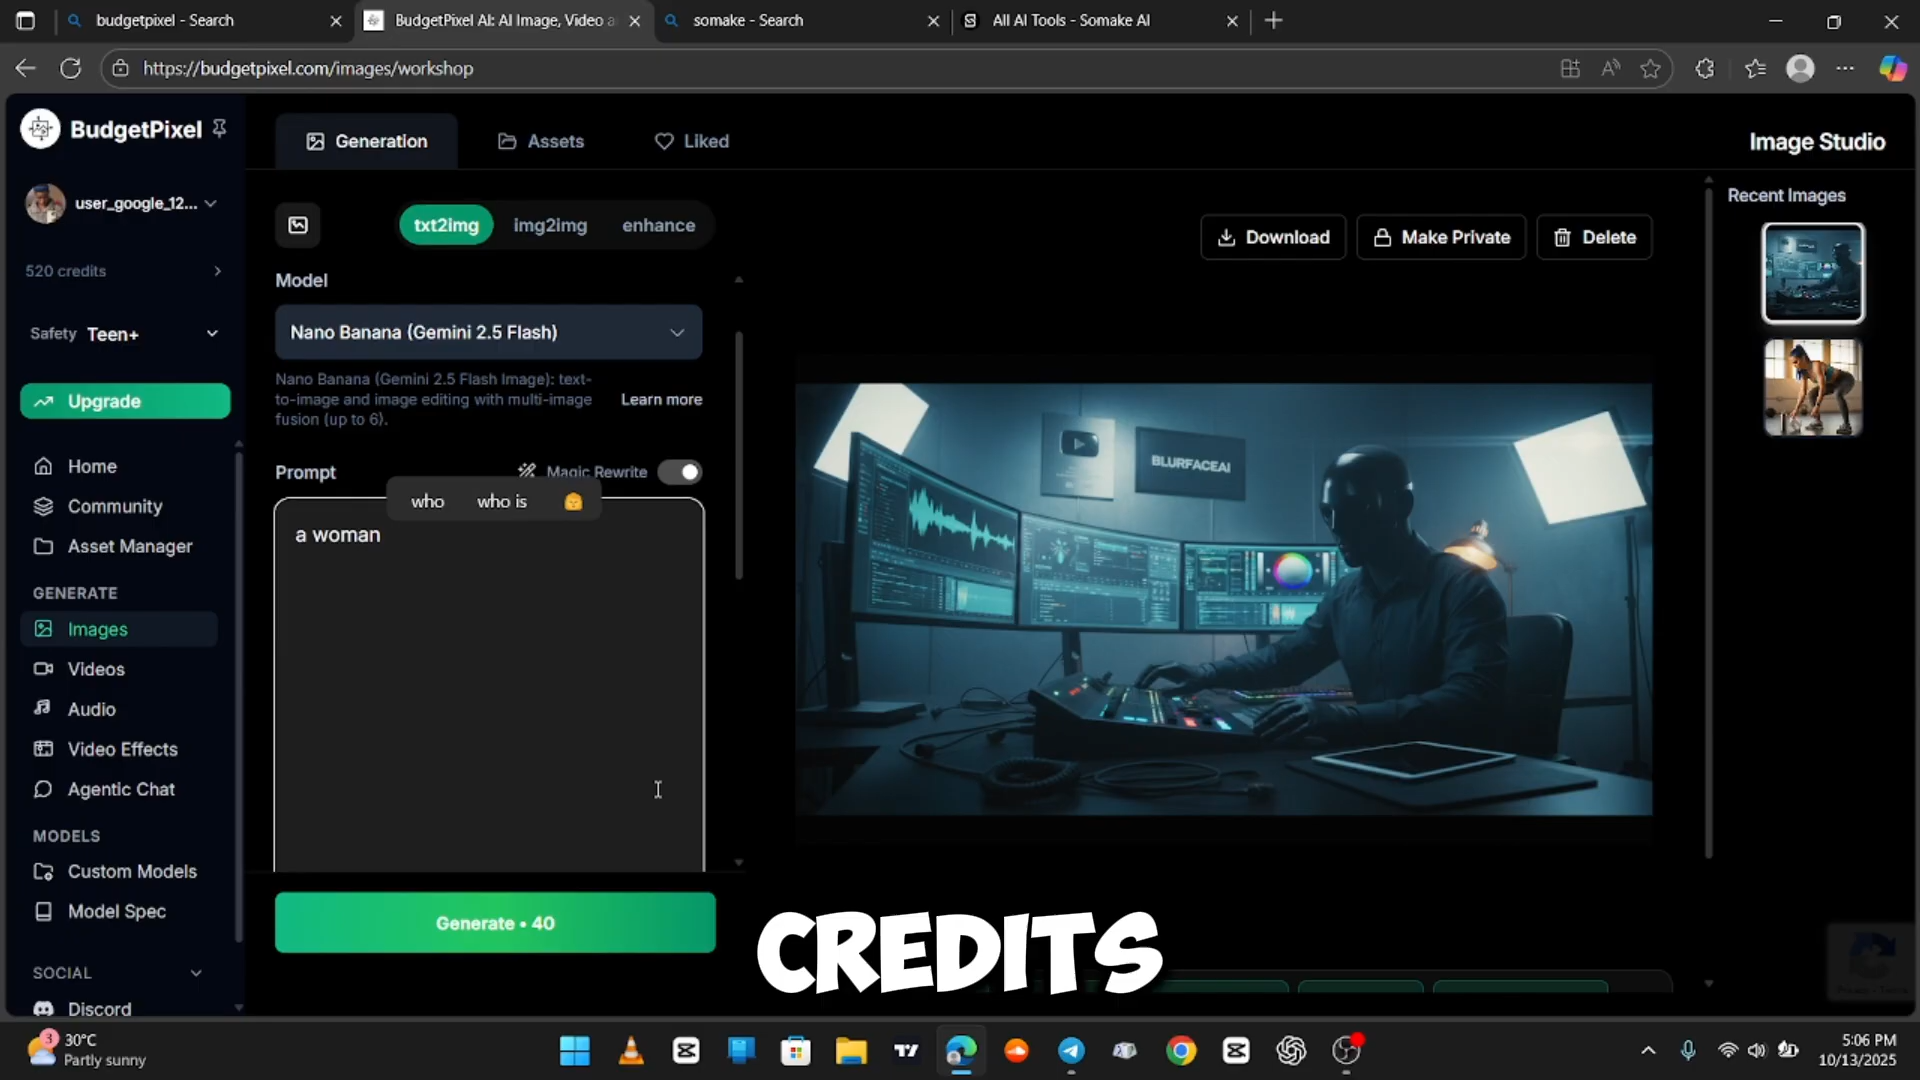 budgetpixel - Search
BudgetPixel AI: AI Image, Video a
somake - Search
All AI Tools - Somake AI
https://budgetpixel.com/images/workshop
BudgetPixel
Generation
Assets
Liked
Image Studio
user_google_12...
txt2img
img2img
enhance
Recent Images
Download
Make Private
Delete
520 credits
Model
Safety Teen+
Nano Banana (Gemini 2.5 Flash)
Nano Banana (Gemini 2.5 Flash Image): text-
to-image and image editing with multi-image
fusion (up to 6).
Learn more
Upgrade
Prompt
Magic Rewrite
who
who is
a woman
BLURFACEAI
Home
Community
Asset Manager
GENERATE
Images
Videos
Audio
Video Effects
Agentic Chat
MODELS
Custom Models
Model Spec
SOCIAL
Discord
Generate • 40
CREDITS
3
30°C
Partly sunny
5:06 PM
10/13/2025